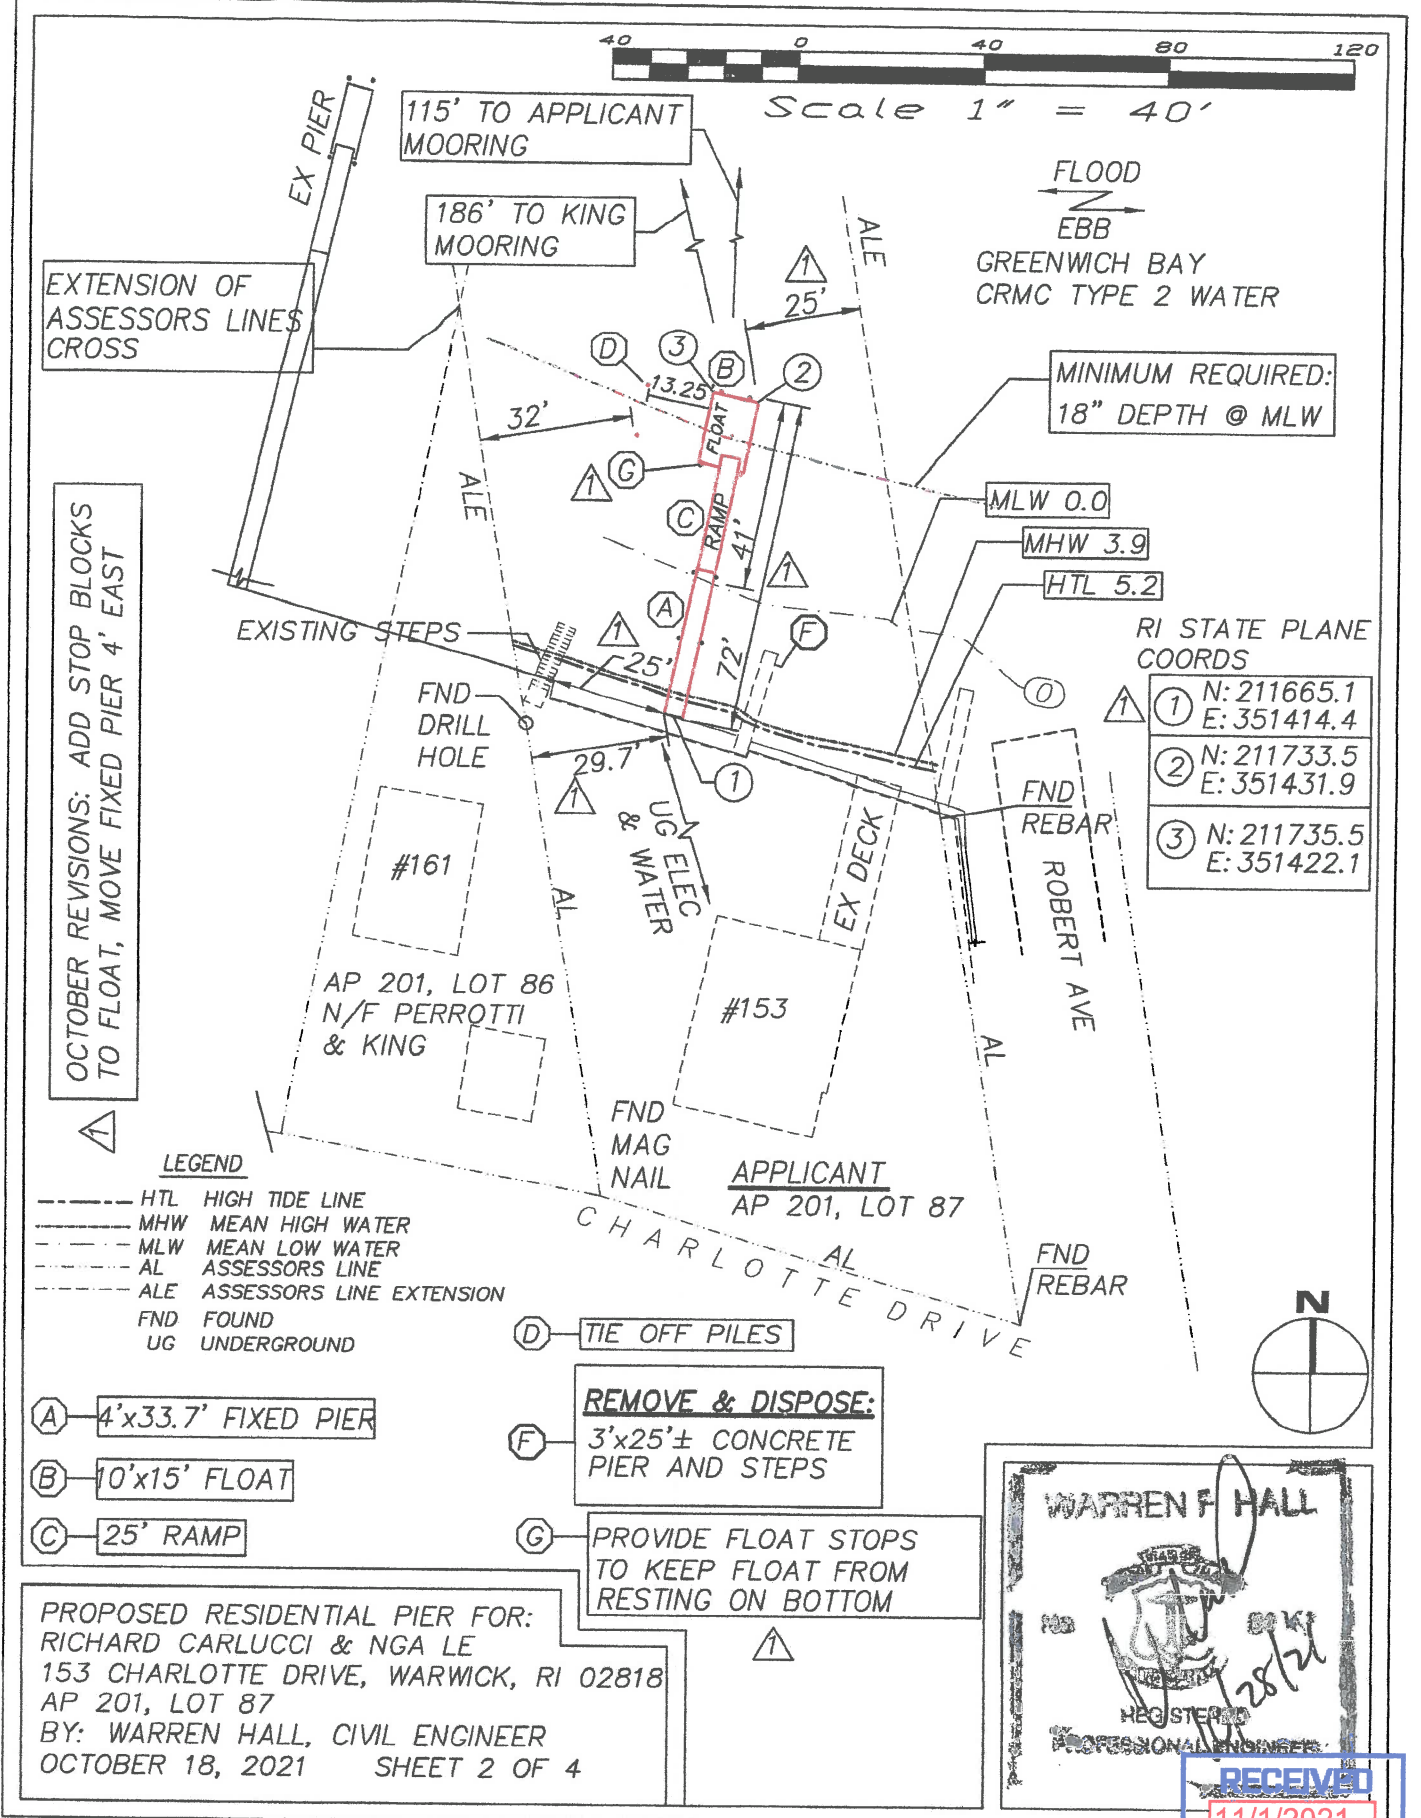 40 0 40 80 120
Scale 1" = 40'
EX PIER
115' TO APPLICANT
MOORING
186' TO KING
MOORING
FLOOD
EBB
GREENWICH BAY
CRMC TYPE 2 WATER
ALE
1
25'
EXTENSION OF
ASSESSORS LINES
CROSS
D
3
B
2
13.25'
FLOAT
32'
MINIMUM REQUIRED:
18" DEPTH @ MLW
ALE
1
G
C
RAMP
41'
1
MLW 0.0
MHW 3.9
HTL 5.2
A
F
72'
EXISTING STEPS
1
25'
0
FND
DRILL
HOLE
29.7'
1
1
UG ELEC
& WATER
RI STATE PLANE
COORDS
1
1 N: 211665.1
E: 351414.4
2 N: 211733.5
E: 351431.9
3 N: 211735.5
E: 351422.1
FND
REBAR
EX DECK
ROBERT AVE
#161
AL
AP 201, LOT 86
N/F PERROTTI
& KING
#153
AL
OCTOBER REVISIONS: ADD STOP BLOCKS
TO FLOAT, MOVE FIXED PIER 4' EAST
1
FND
MAG
NAIL
APPLICANT
AP 201, LOT 87
AL
CHARLOTTE DRIVE
FND
REBAR
LEGEND
HTL HIGH TIDE LINE
MHW MEAN HIGH WATER
MLW MEAN LOW WATER
AL ASSESSORS LINE
ALE ASSESSORS LINE EXTENSION
FND FOUND
UG UNDERGROUND
N
D TIE OFF PILES
A 4'x33.7' FIXED PIER
B 10'x15' FLOAT
C 25' RAMP
F REMOVE & DISPOSE:
3'x25'± CONCRETE
PIER AND STEPS
G PROVIDE FLOAT STOPS
TO KEEP FLOAT FROM
RESTING ON BOTTOM
1
PROPOSED RESIDENTIAL PIER FOR:
RICHARD CARLUCCI & NGA LE
153 CHARLOTTE DRIVE, WARWICK, RI 02818
AP 201, LOT 87
BY: WARREN HALL, CIVIL ENGINEER
OCTOBER 18, 2021 SHEET 2 OF 4
WARREN F HALL
REGISTERED
PROFESSIONAL ENGINEER
RECEIVED
11/1/2021